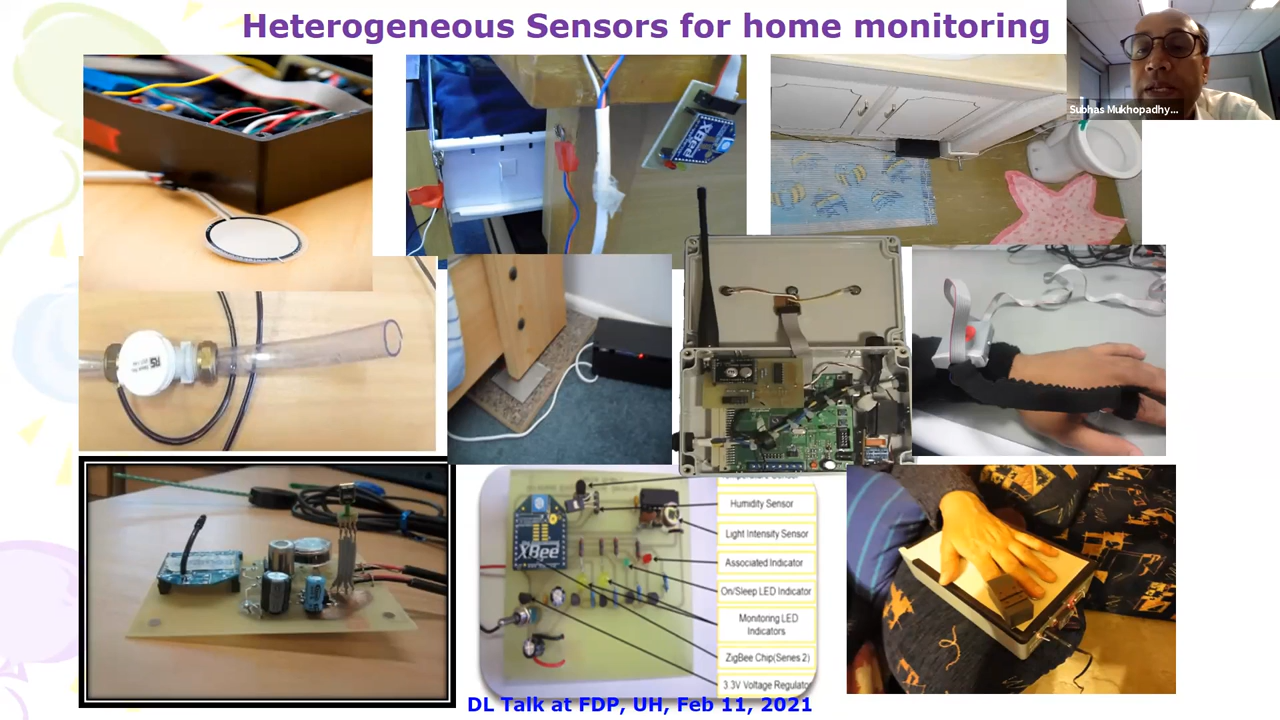 Heterogeneous Sensors for home monitoring
Subhas Mukhopadhy...
XBee
XBee
Humidity Sensor
Light Intensity Sensor
Associated Indicator
On/Sleep LED Indicator
Monitoring LED
Indicators
ZigBee Chip(Series 2)
3.3V Voltage Regulator
DL Talk at FDP, UH, Feb 11, 2021